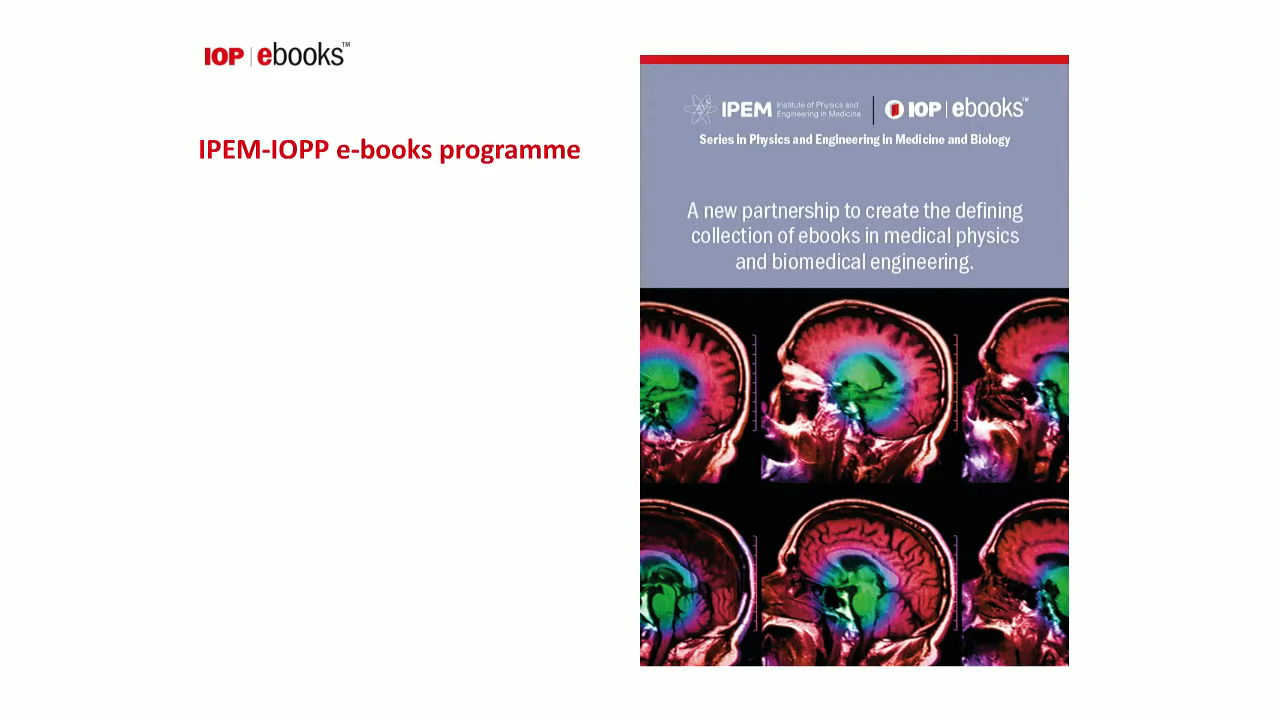 IOP | ebooks™
IPEM-IOPP e-books programme
IPEM Institute of Physics and
Engineering in Medicine
IOP | ebooks™
Series in Physics and Engineering in Medicine and Biology
A new partnership to create the defining
collection of ebooks in medical physics
and biomedical engineering.